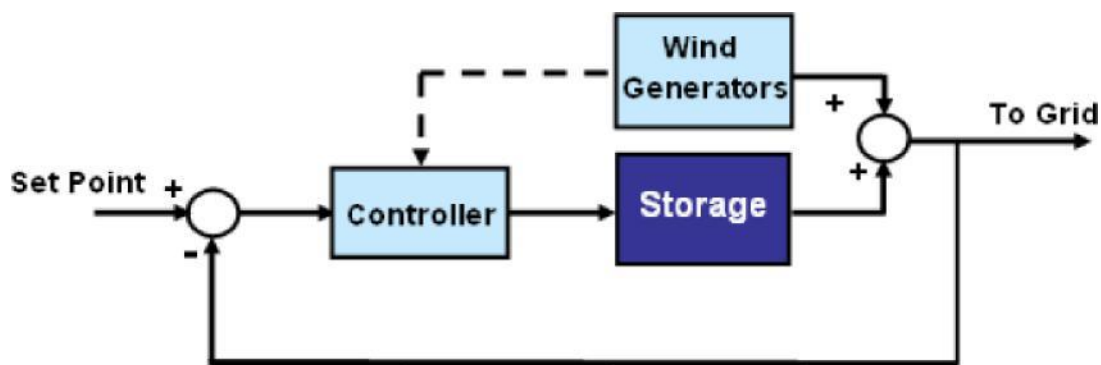 Wind
Generators
+
To Grid
Set Point
+
+
Controller
Storage
-